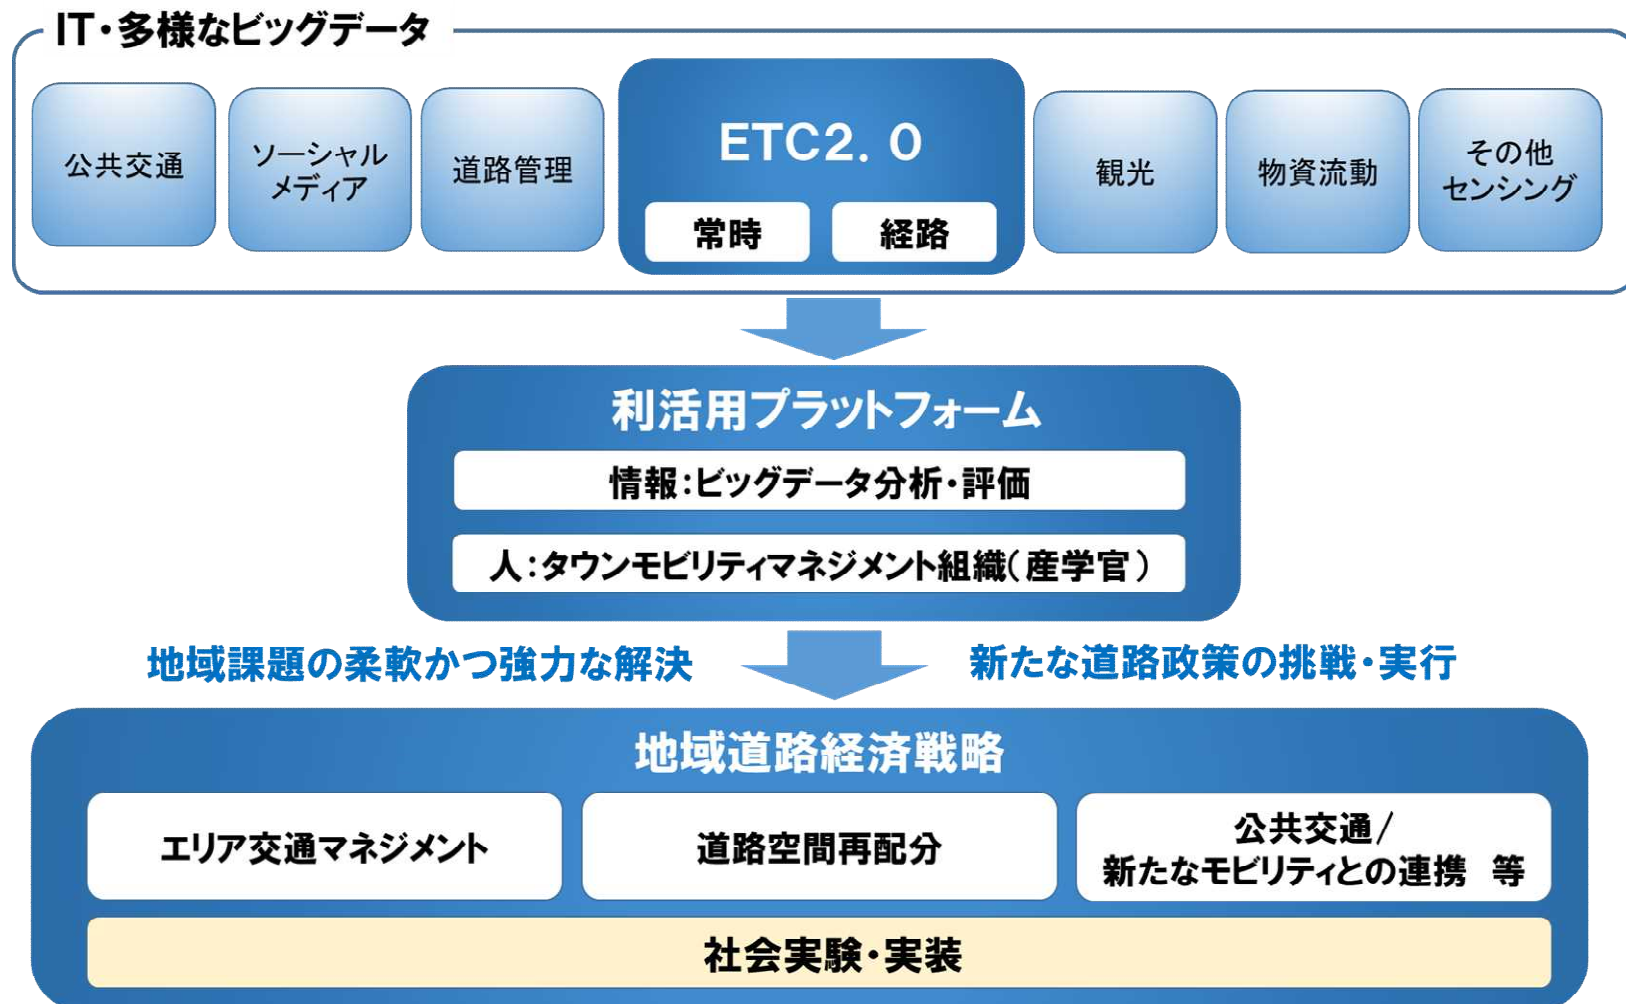 IT・多様なビッグデータ
公共交通
ソーシャル
メディア
道路管理
ETC2.0
常時
経路
観光
物資流動
その他
センシング
利活用プラットフォーム
情報:ビッグデータ分析・評価
人:タウンモビリティマネジメント組織(産学官)
地域課題の柔軟かつ強力な解決
新たな道路政策の挑戦・実行
地域道路経済戦略
エリア交通マネジメント
道路空間再配分
公共交通/
新たなモビリティとの連携 等
社会実験・実装